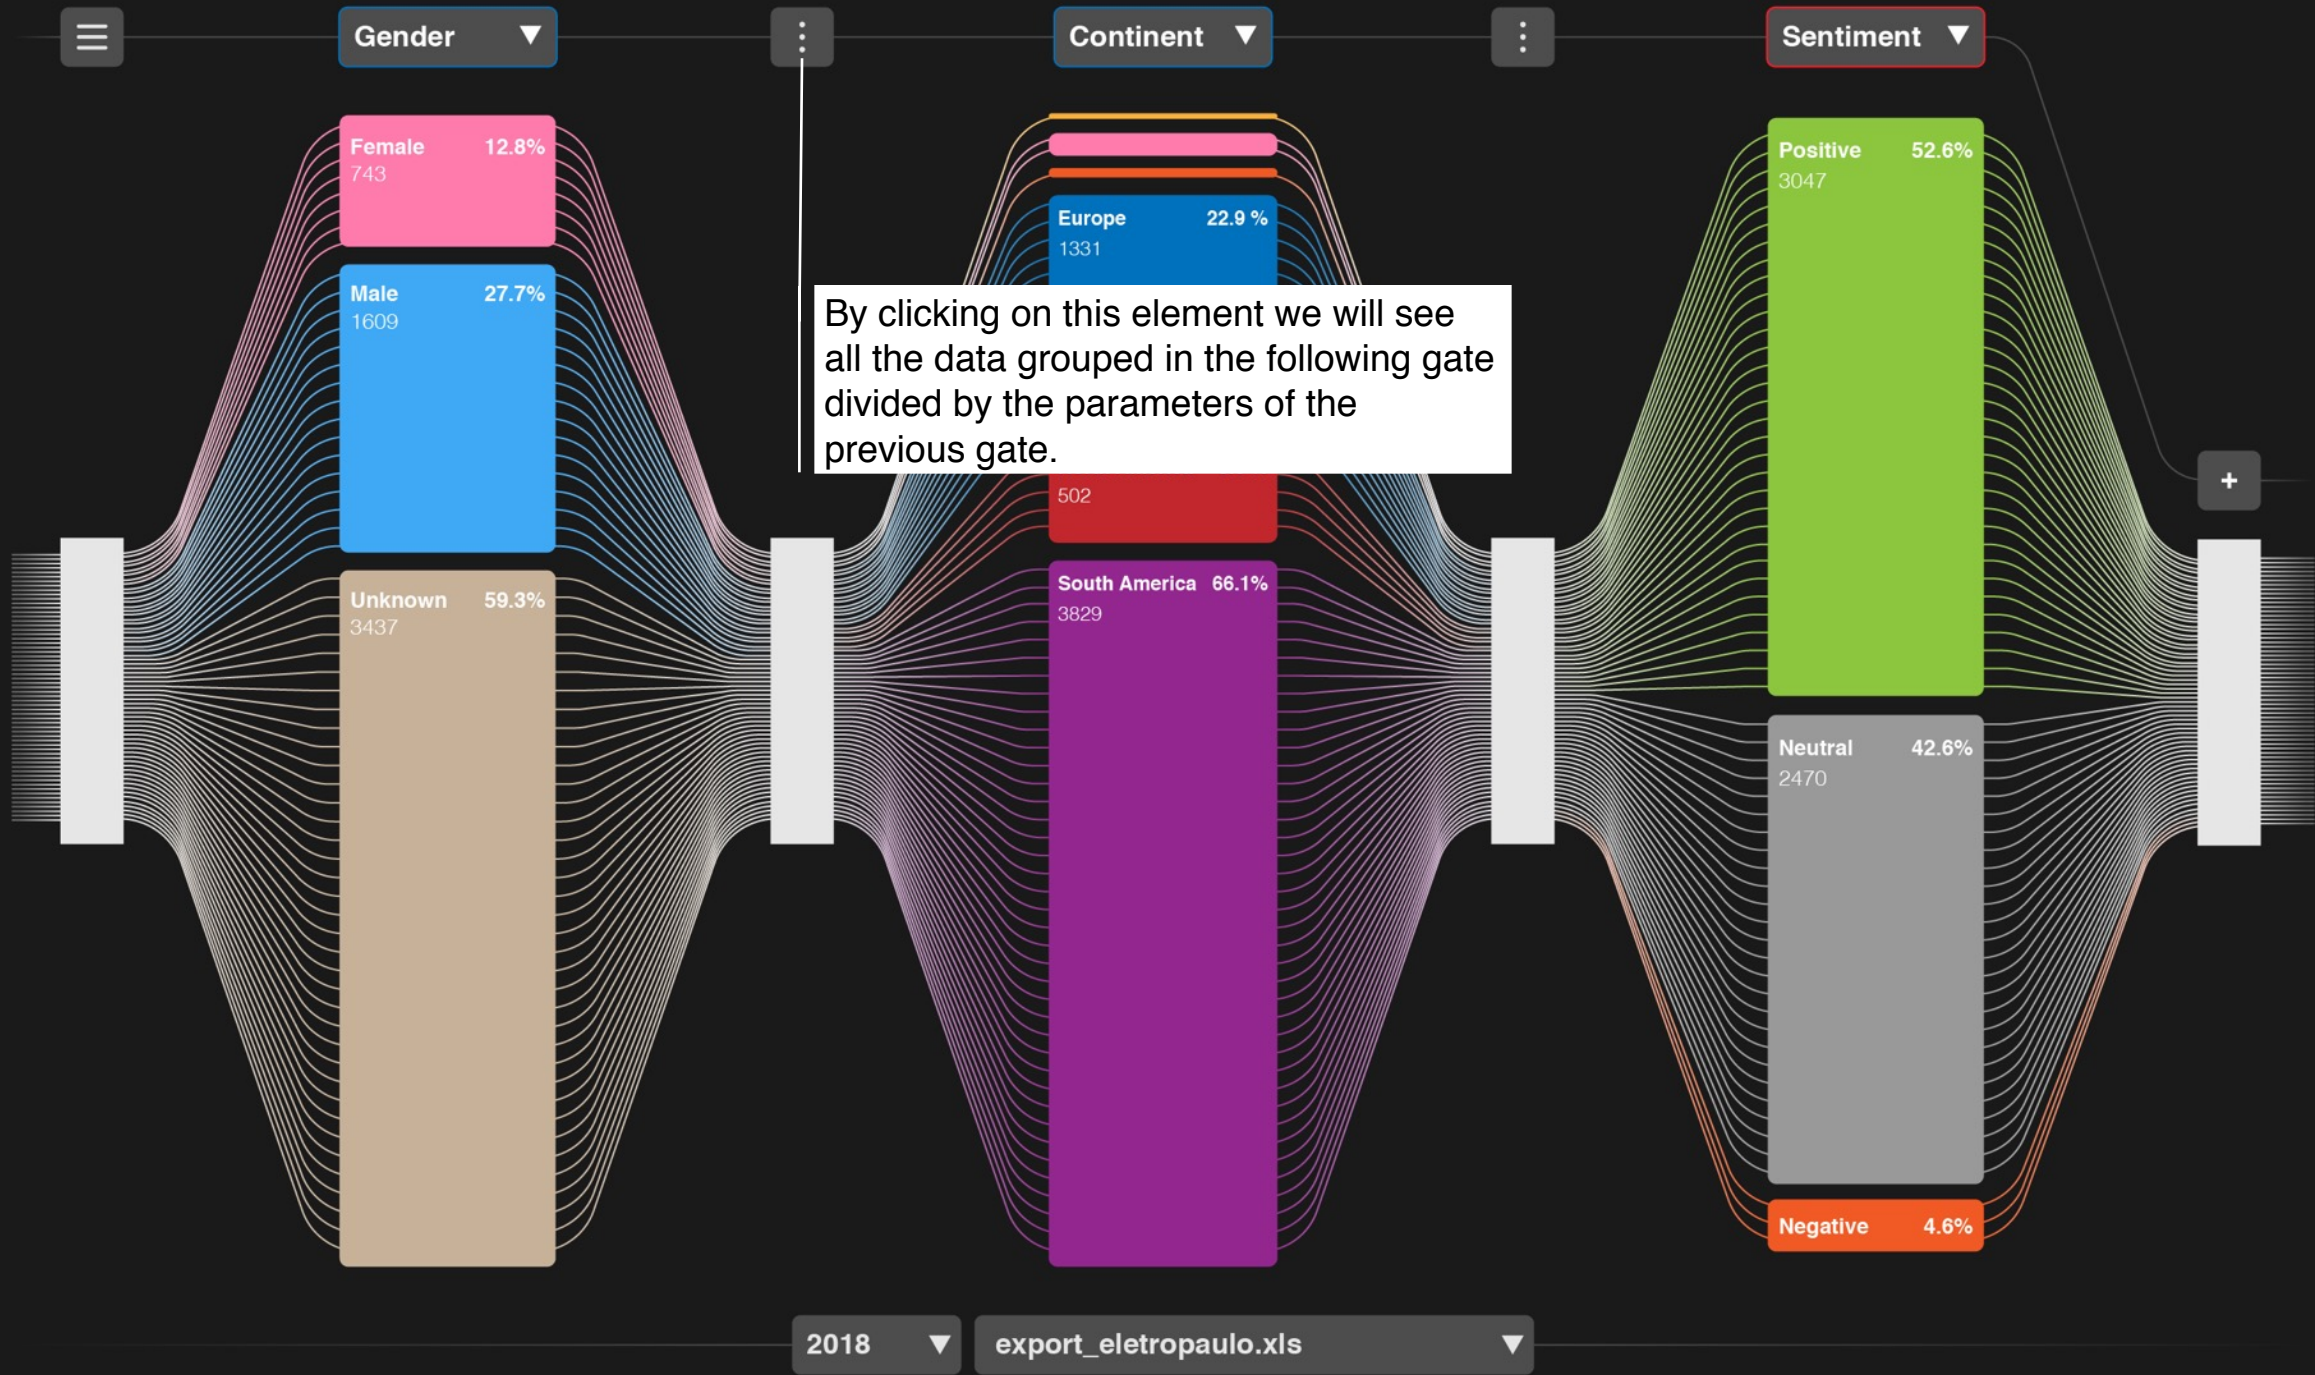 Gender ▼
⋮
Continent ▼
⋮
Sentiment ▼
Female 12.8%
743
Male 27.7%
1609
Unknown 59.3%
3437
Europe 22.9 %
1331
By clicking on this element we will see
all the data grouped in the following gate
divided by the parameters of the
previous gate.
502
South America 66.1%
3829
Positive 52.6%
3047
Neutral 42.6%
2470
Negative 4.6%
+
2018 ▼
export_eletropaulo.xls ▼